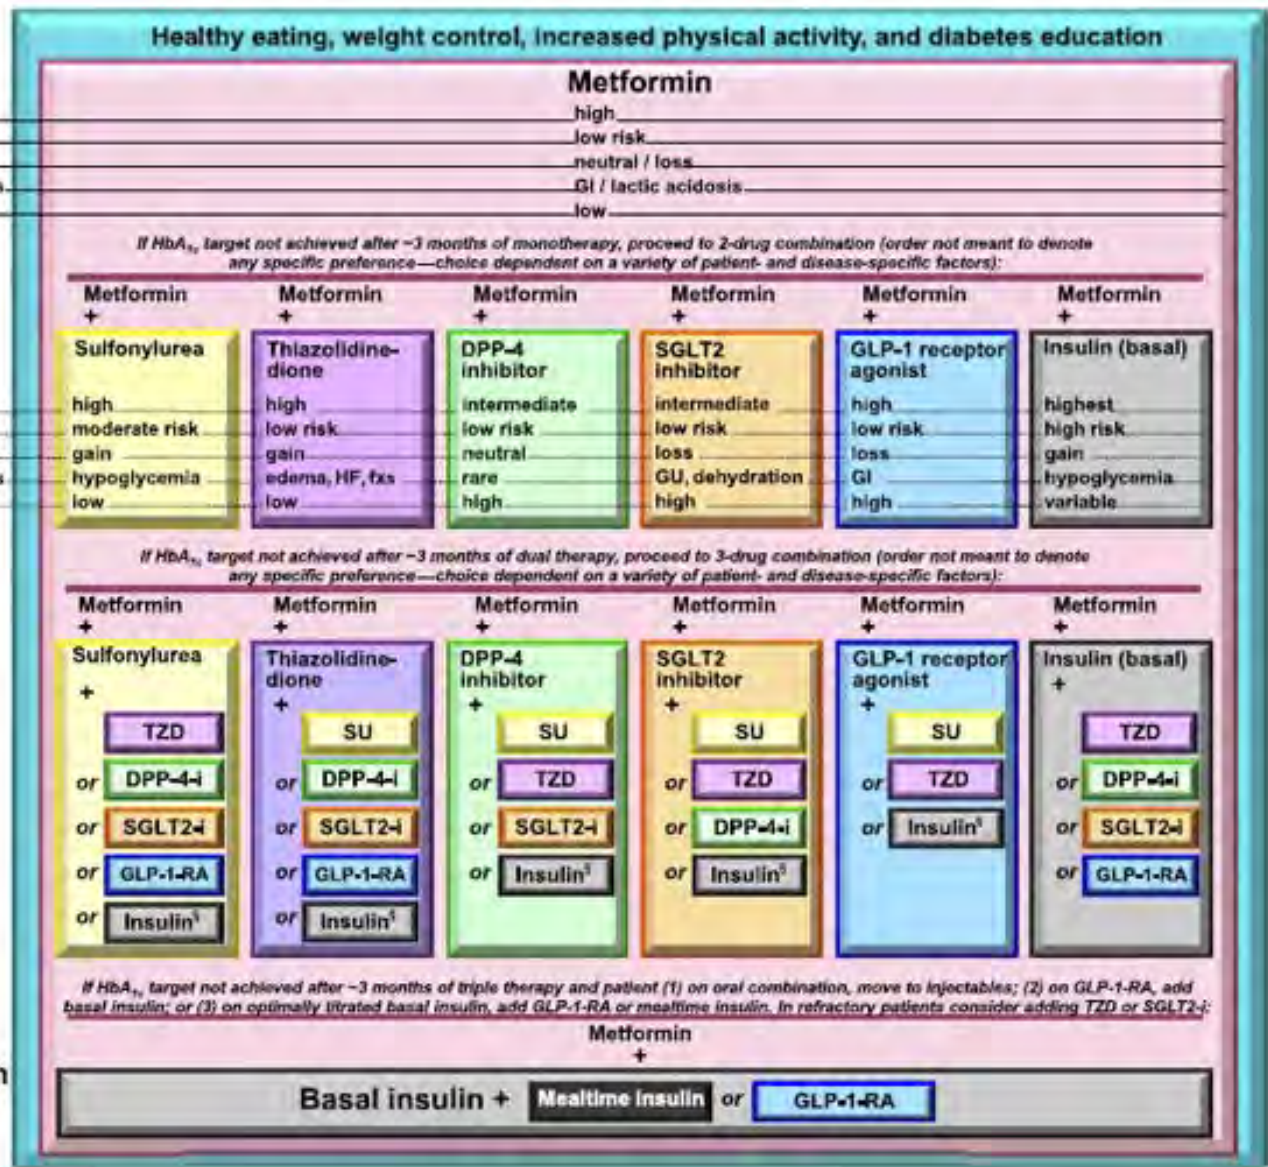 Healthy eating, weight control, increased physical activity, and diabetes education
Metformin
high
low risk
neutral / loss
GI / lactic acidosis
low
If HbA1c target not achieved after ~3 months of monotherapy, proceed to 2-drug combination (order not meant to denote
any specific preference—choice dependent on a variety of patient- and disease-specific factors):
Metformin Metformin Metformin Metformin Metformin Metformin
+ + + + + +
Sulfonylurea Thiazolidine- DPP-4 SGLT2 GLP-1 receptor Insulin (basal)
dione inhibitor inhibitor agonist
high high intermediate intermediate high highest
moderate risk low risk low risk low risk low risk high risk
gain gain neutral loss loss gain
s hypoglycemia edema, HF, fxs rare GU, dehydration GI hypoglycemia
low low high high high variable
If HbA1c target not achieved after ~3 months of dual therapy, proceed to 3-drug combination (order not meant to denote
any specific preference—choice dependent on a variety of patient- and disease-specific factors):
Metformin Metformin Metformin Metformin Metformin Metformin
+ + + + + +
Sulfonylurea Thiazolidine- DPP-4 SGLT2 GLP-1 receptor Insulin (basal)
dione inhibitor inhibitor agonist
+ + + + + +
TZD SU SU SU SU TZD
or DPP-4-i or DPP-4-i or TZD or TZD or TZD or DPP-4-i
or SGLT2-i or SGLT2-i or SGLT2-i or DPP-4-i or Insulin§ or SGLT2-i
or GLP-1-RA or GLP-1-RA or Insulin§ or Insulin§ or GLP-1-RA
or Insulin§ or Insulin§
If HbA1c target not achieved after ~3 months of triple therapy and patient (1) on oral combination, move to injectables; (2) on GLP-1-RA, add
basal insulin; or (3) on optimally titrated basal insulin, add GLP-1-RA or mealtime insulin. In refractory patients consider adding TZD or SGLT2-i:
Metformin
+
n Basal insulin + Mealtime insulin or GLP-1-RA